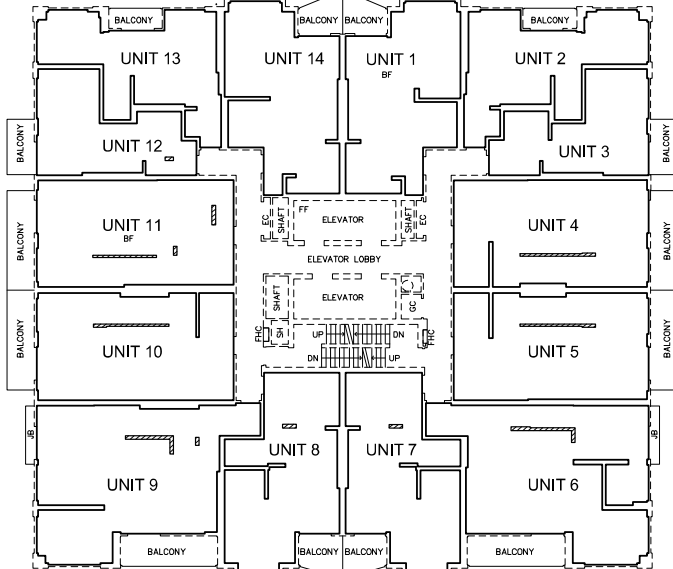 BALCONY
BALCONY
BALCONY
BALCONY
UNIT 13
UNIT 14
UNIT 1
BF
UNIT 2
BALCONY
UNIT 12
UNIT 3
BALCONY
BALCONY
UNIT 11
BF
EC
SHAFT
FF
ELEVATOR
SHAFT
EC
UNIT 4
BALCONY
ELEVATOR LOBBY
BALCONY
UNIT 10
SHAFT
ELEVATOR
GC
UNIT 5
BALCONY
FHC
SH
UP
DN
FHC
DN
UP
JB
UNIT 9
UNIT 8
UNIT 7
UNIT 6
JB
BALCONY
BALCONY
BALCONY
BALCONY